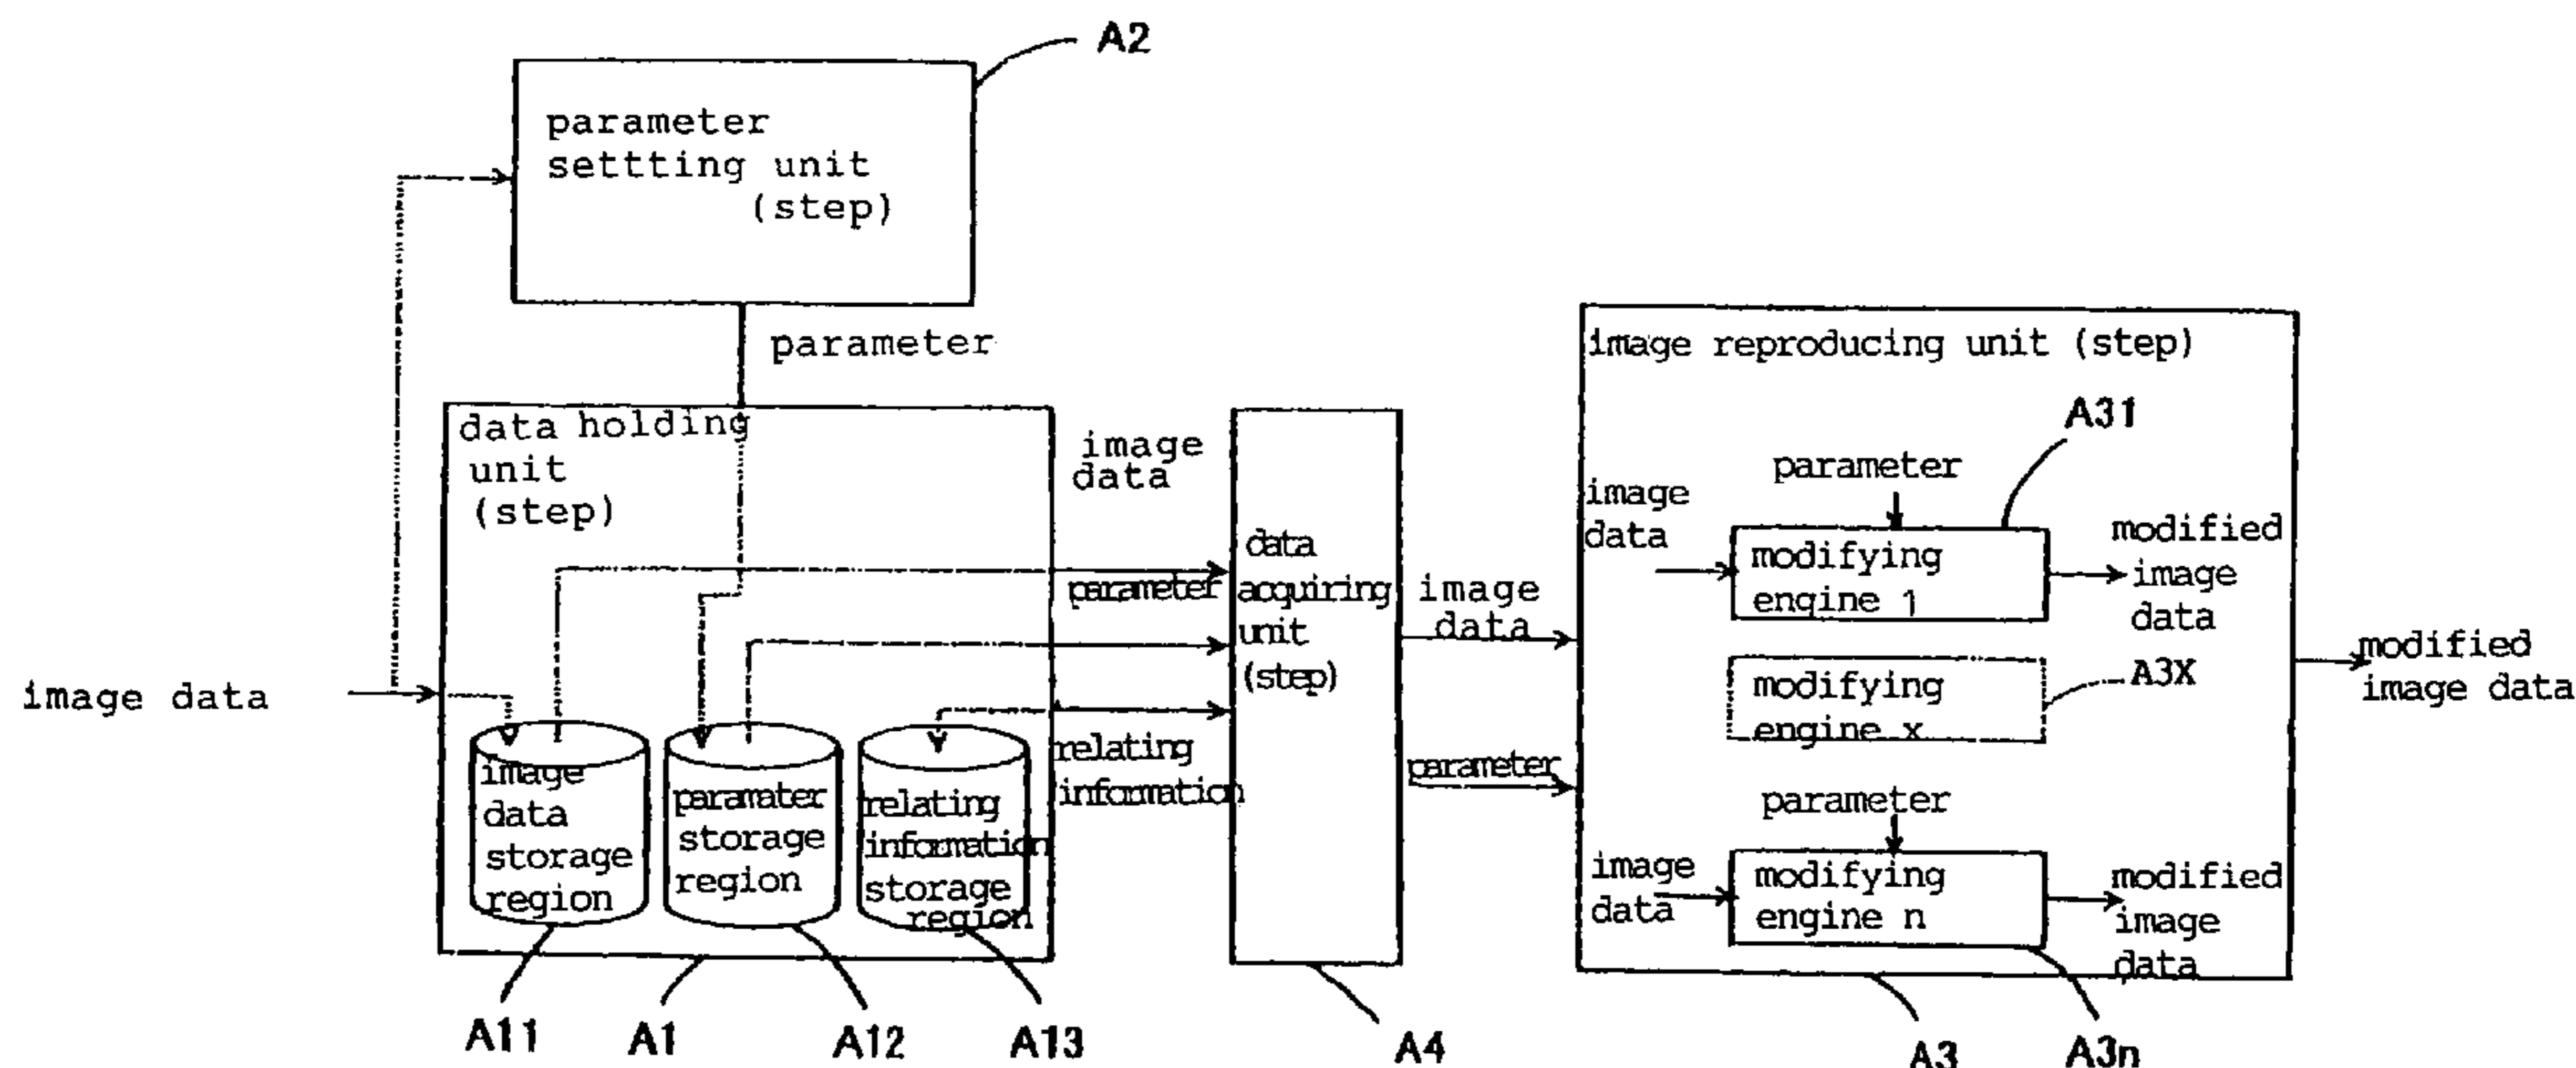 A2
parameter
settting unit
(step)
parameter
data holding
unit
(step)
image
data
parameter
relating
information
image data
image
data
storage
region
paramater
storage
region
relating
information
storage
region
A11
A1
A12
A13
data
acquiring
unit
(step)
A4
image
data
parameter
image reproducing unit (step)
A31
parameter
image
data
modifying
engine 1
modified
image
data
modifying
engine x
A3X
parameter
image
data
modifying
engine n
modified
image
data
A3
A3n
modified
image data